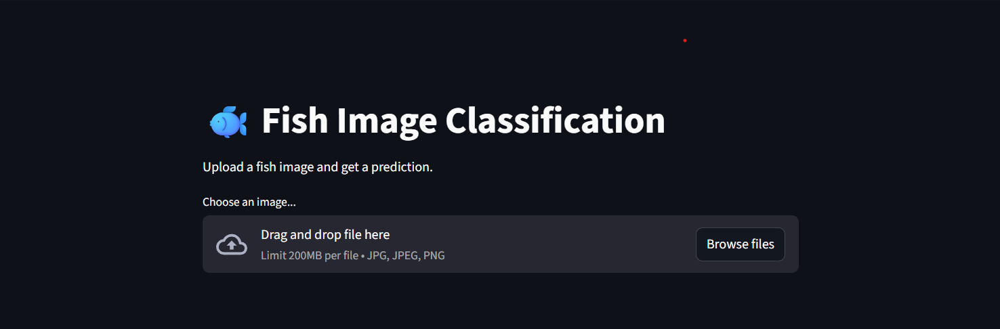 Fish Image Classification
Upload a fish image and get a prediction.
Choose an image...
Drag and drop file here
Limit 200MB per file • JPG, JPEG, PNG
Browse files